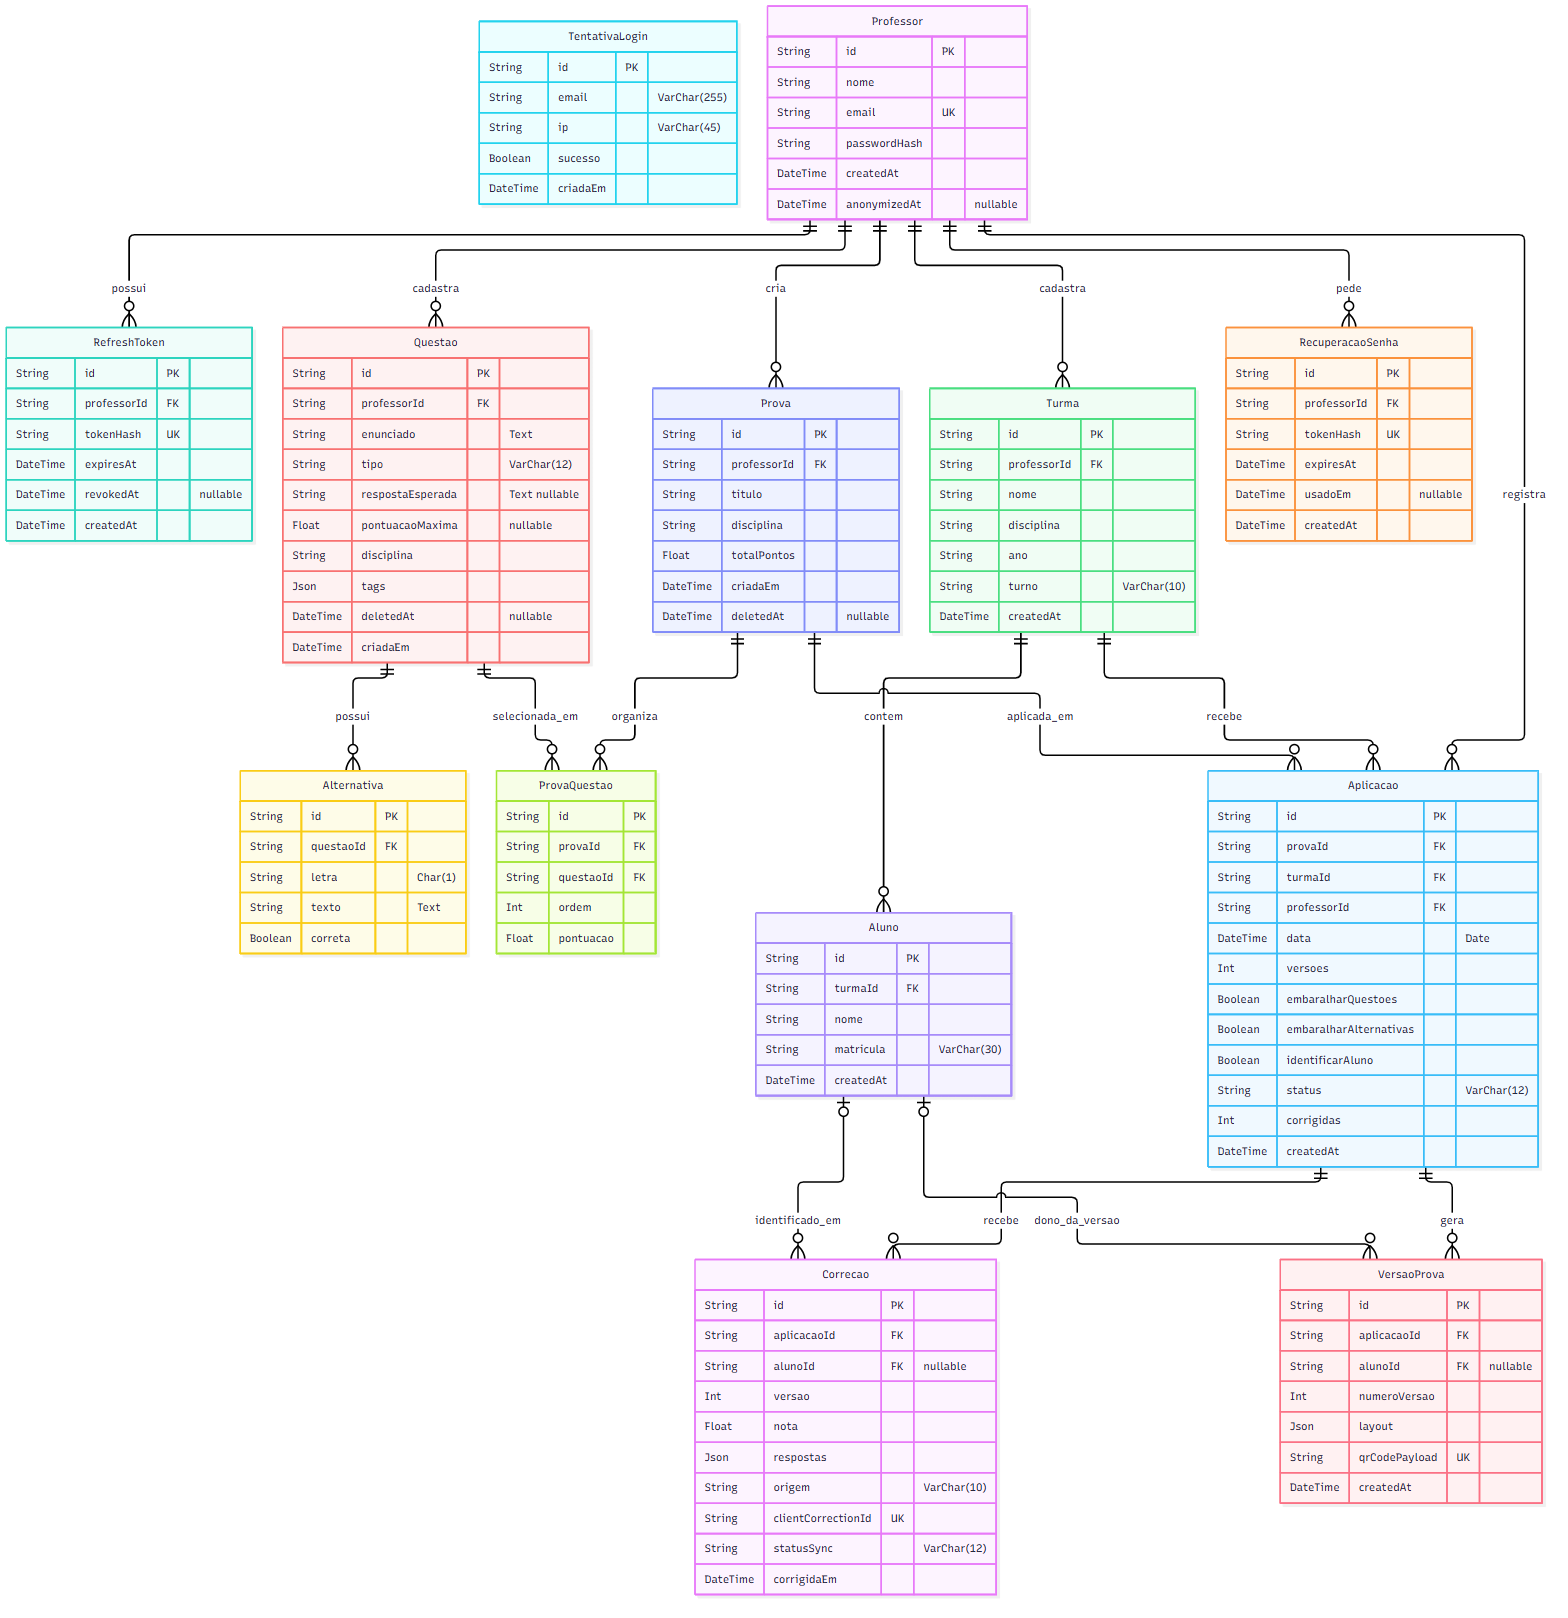 TentativaLogin
String id PK
String email VarChar(255)
String ip VarChar(45)
Boolean sucesso
DateTime criadaEm
Professor
String id PK
String nome
String email UK
String passwordHash
DateTime createdAt
DateTime anonymizedAt nullable
possui
cadastra
cria
cadastra
pede
registra
RefreshToken
String id PK
String professorId FK
String tokenHash UK
DateTime expiresAt
DateTime revokedAt nullable
DateTime createdAt
Questao
String id PK
String professorId FK
String enunciado Text
String tipo VarChar(12)
String respostaEsperada Text nullable
Float pontuacaoMaxima nullable
String disciplina
Json tags
DateTime deletedAt nullable
DateTime criadaEm
Prova
String id PK
String professorId FK
String titulo
String disciplina
Float totalPontos
DateTime criadaEm
DateTime deletedAt nullable
Turma
String id PK
String professorId FK
String nome
String disciplina
String ano
String turno VarChar(10)
DateTime createdAt
RecuperacaoSenha
String id PK
String professorId FK
String tokenHash UK
DateTime expiresAt
DateTime usadoEm nullable
DateTime createdAt
possui
selecionada_em
organiza
contem
aplicada_em
recebe
Alternativa
String id PK
String questaoId FK
String letra Char(1)
String texto Text
Boolean correta
ProvaQuestao
String id PK
String provaId FK
String questaoId FK
Int ordem
Float pontuacao
Aluno
String id PK
String turmaId FK
String nome
String matricula VarChar(30)
DateTime createdAt
Aplicacao
String id PK
String provaId FK
String turmaId FK
String professorId FK
DateTime data Date
Int versoes
Boolean embaralharQuestoes
Boolean embaralharAlternativas
Boolean identificarAluno
String status VarChar(12)
Int corrigidas
DateTime createdAt
identificado_em
recebe
dono_da_versao
gera
Correcao
String id PK
String aplicacaoId FK
String alunoId FK nullable
Int versao
Float nota
Json respostas
String origem VarChar(10)
String clientCorrectionId UK
String statusSync VarChar(12)
DateTime corrigidaEm
VersaoProva
String id PK
String aplicacaoId FK
String alunoId FK nullable
Int numeroVersao
Json layout
String qrCodePayload UK
DateTime createdAt